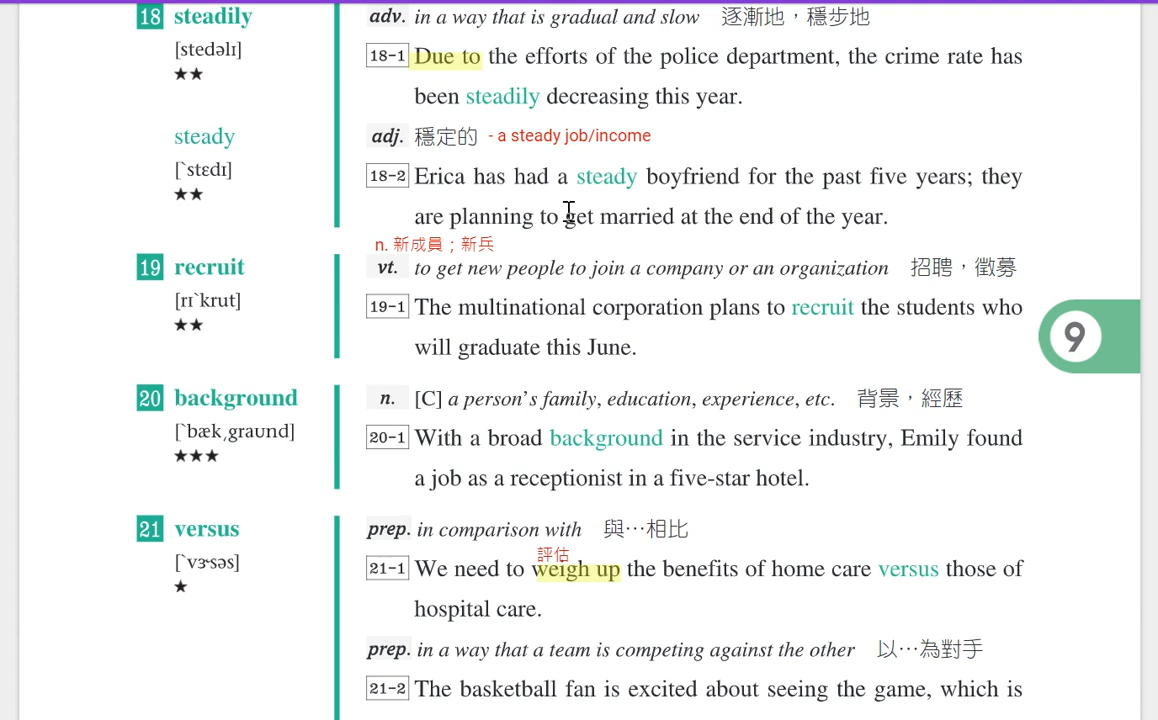 18 steadily adv. in a way that is gradual and slow 逐漸地，穩步地
[stedəlɪ] 18-1 Due to the efforts of the police department, the crime rate has
★★ been steadily decreasing this year.
steady adj. 穩定的 - a steady job/income
[ˋstɛdɪ] 18-2 Erica has had a steady boyfriend for the past five years; they
★★ are planning to get married at the end of the year.
n. 新成員；新兵
19 recruit vt. to get new people to join a company or an organization 招聘，徵募
[rɪˋkrut] 19-1 The multinational corporation plans to recruit the students who
★★ will graduate this June.
9
20 background n. [C] a person's family, education, experience, etc. 背景，經歷
[ˋbækˌgraʊnd] 20-1 With a broad background in the service industry, Emily found
★★★ a job as a receptionist in a five-star hotel.
21 versus prep. in comparison with 與…相比
評估
[ˋvɝsəs] 21-1 We need to weigh up the benefits of home care versus those of
★ hospital care.
prep. in a way that a team is competing against the other 以…為對手
21-2 The basketball fan is excited about seeing the game, which is